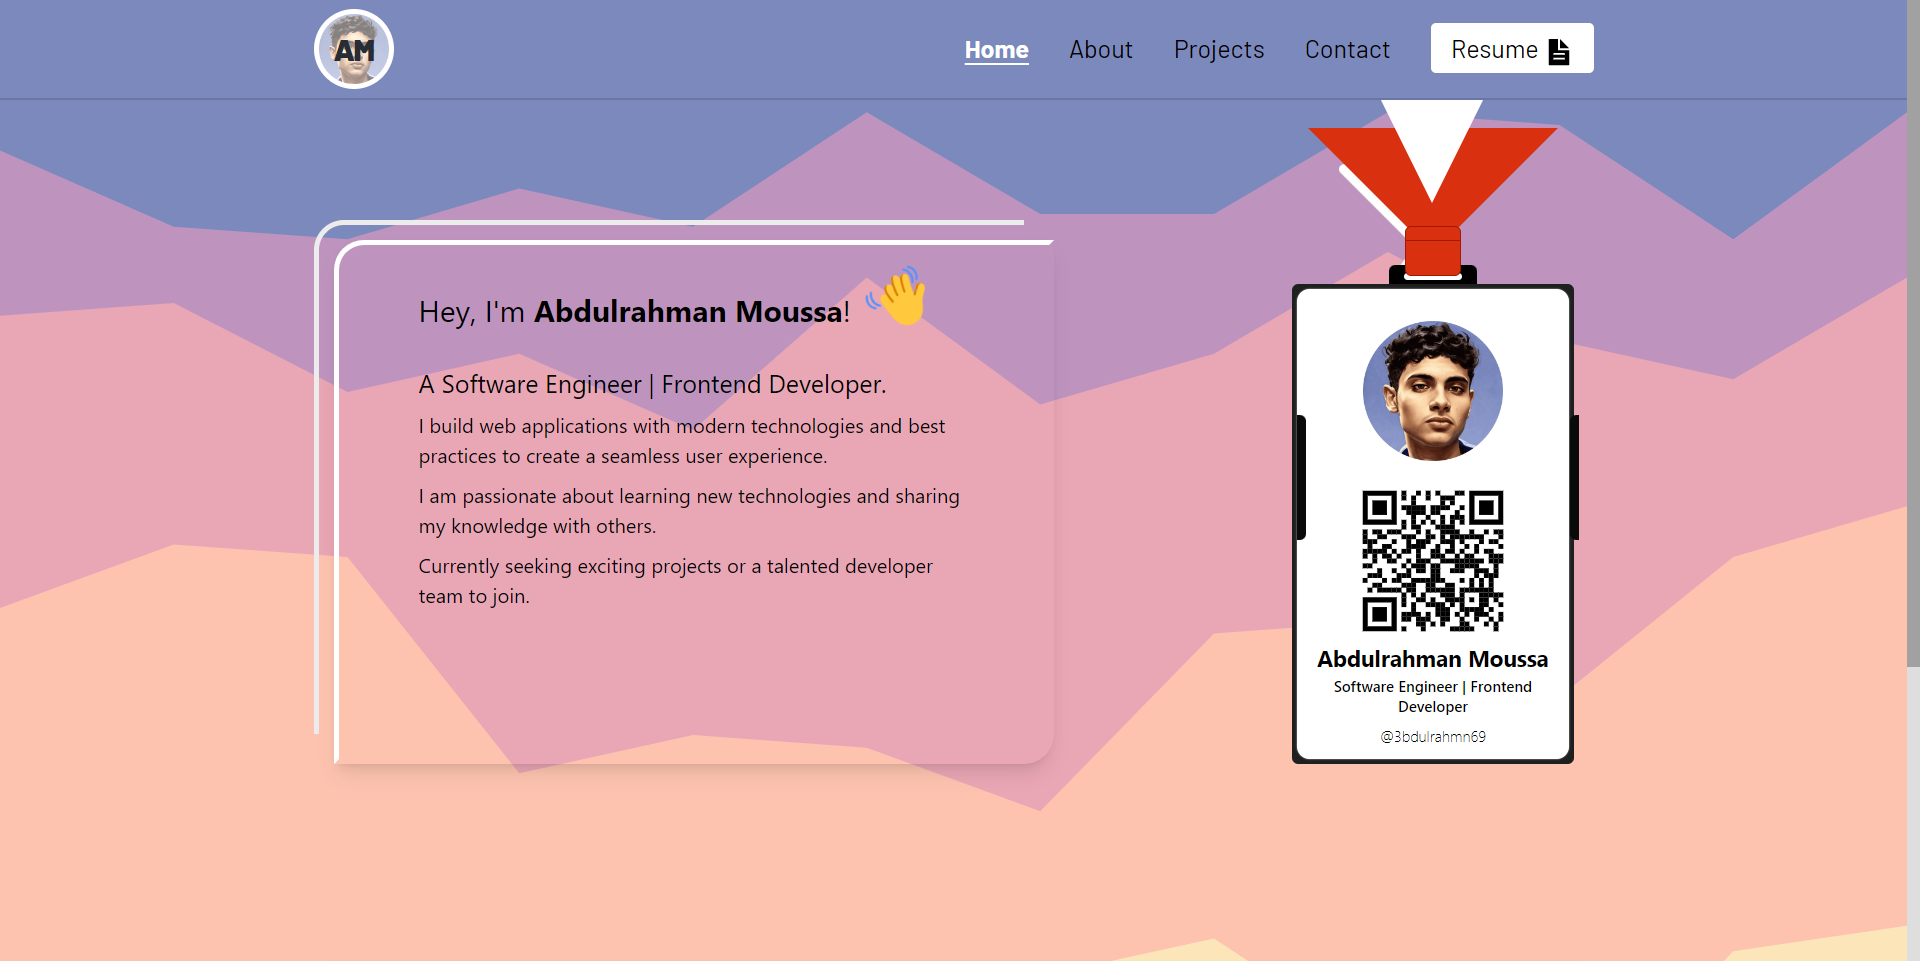 AM
Home About Projects Contact Resume
Hey, I'm Abdulrahman Moussa! 👋
A Software Engineer | Frontend Developer.
I build web applications with modern technologies and best
practices to create a seamless user experience.
I am passionate about learning new technologies and sharing
my knowledge with others.
Currently seeking exciting projects or a talented developer
team to join.
Abdulrahman Moussa
Software Engineer | Frontend
Developer
@3bdulrahmn69